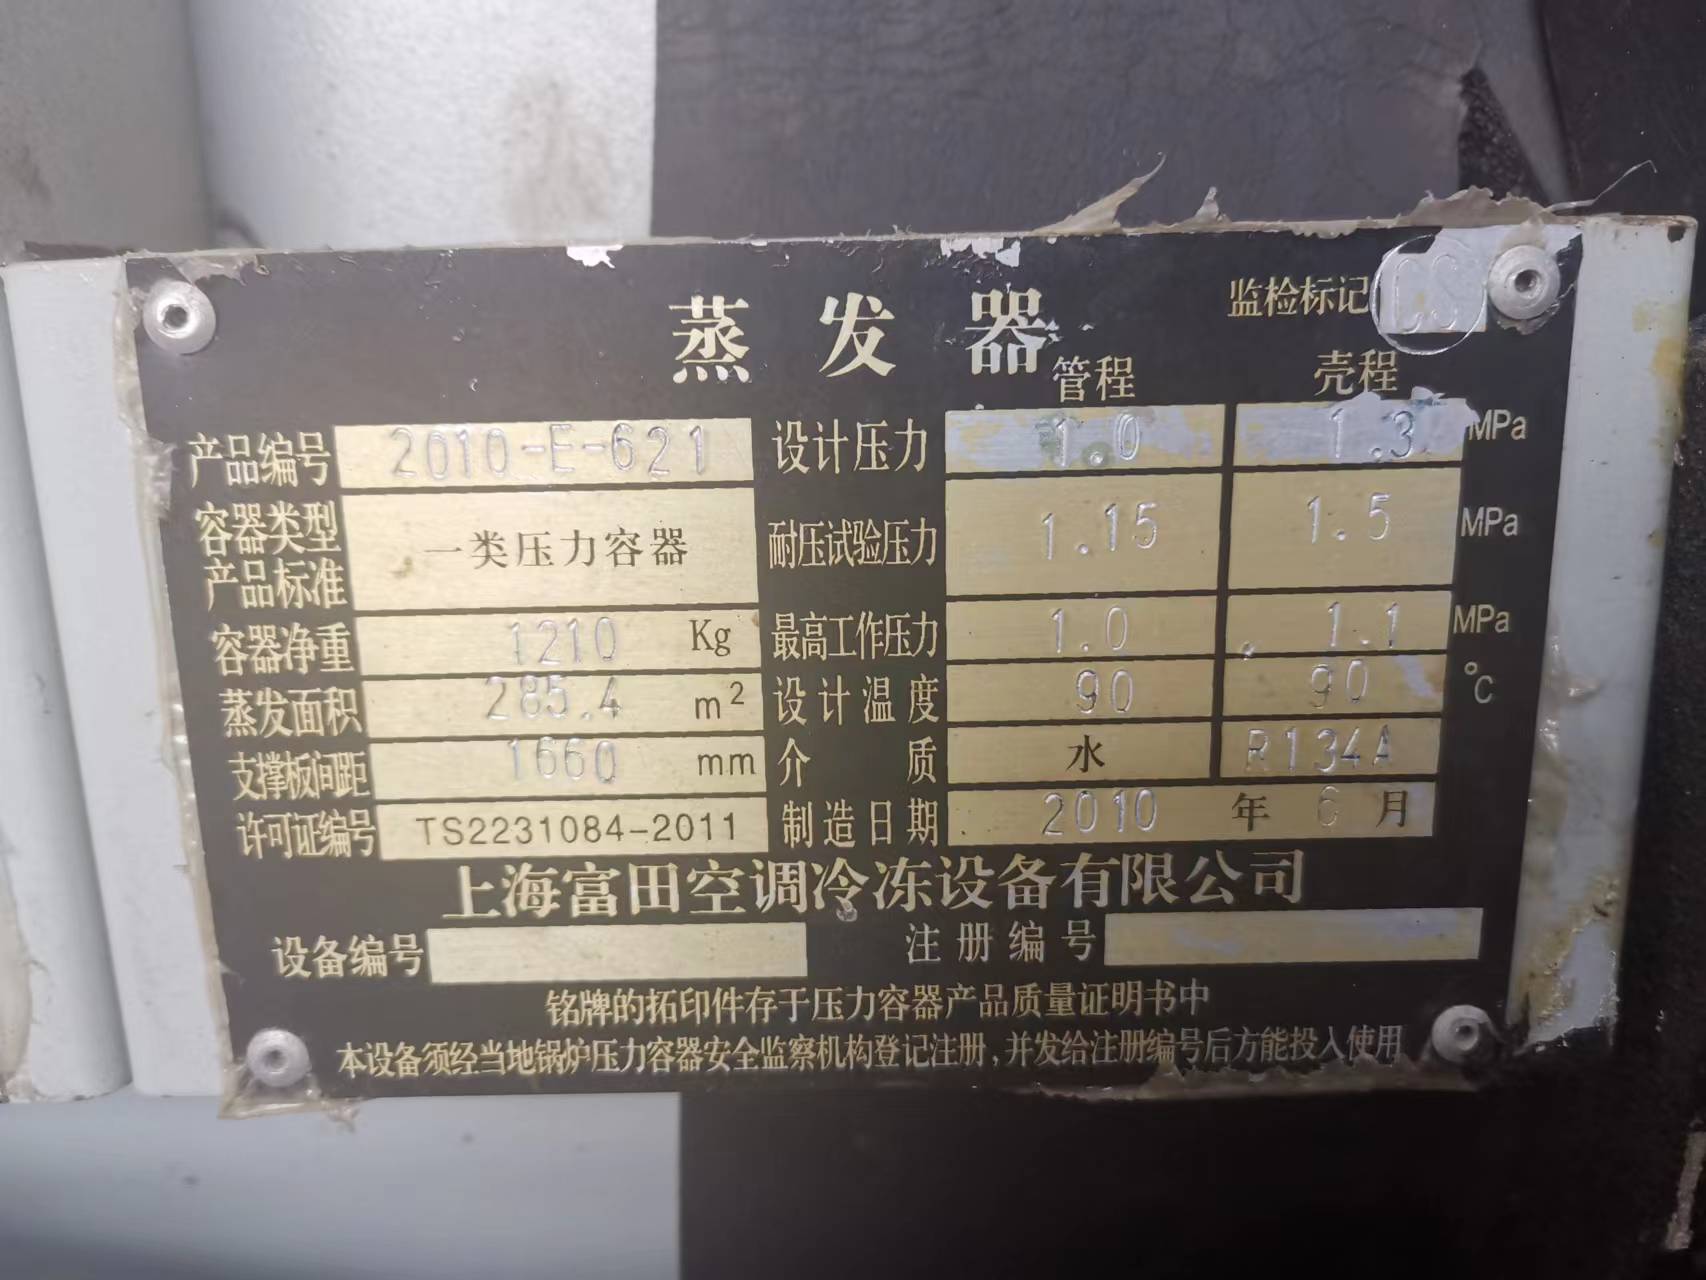 蒸发器 监检标记 CS
管程 壳程
产品编号 2010-E-621 设计压力 1.0 1.3 MPa
容器类型 一类压力容器 耐压试验压力 1.15 1.5 MPa
产品标准
容器净重 1210 Kg 最高工作压力 1.0 1.1 MPa
蒸发面积 285.4 m² 设计温度 90 90 ℃
支撑板间距 1660 mm 介质 水 R134A
许可证编号 TS2231084-2011 制造日期 2010 年 6 月
上海富田空调冷冻设备有限公司
设备编号 注册编号
铭牌的拓印件存于压力容器产品质量证明书中
本设备须经当地锅炉压力容器安全监察机构登记注册,并发给注册编号后方能投入使用